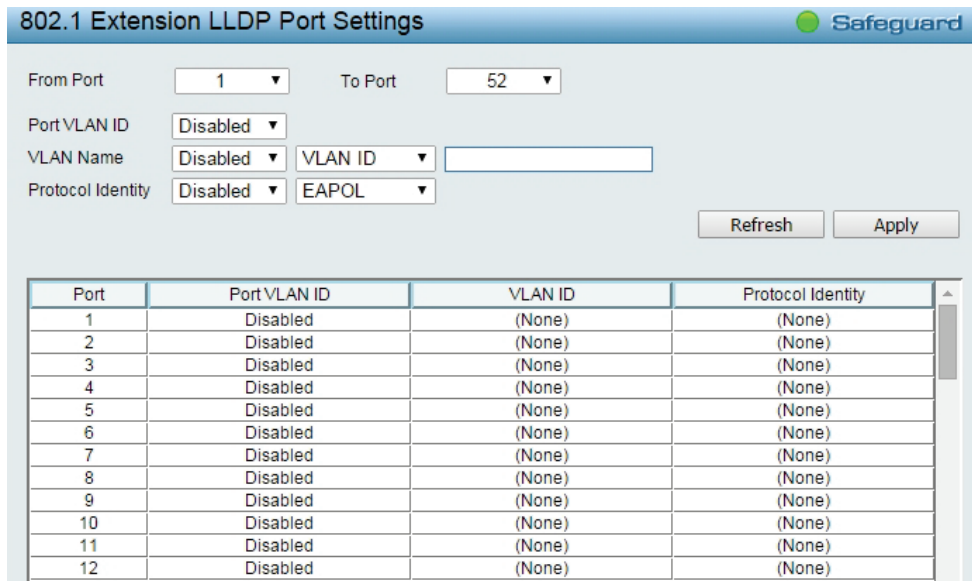 802.1 Extension LLDP Port Settings Safeguard
From Port 1 To Port 52
Port VLAN ID Disabled
VLAN Name Disabled VLAN ID
Protocol Identity Disabled EAPOL
Refresh Apply
Port Port VLAN ID VLAN ID Protocol Identity
1 Disabled (None) (None)
2 Disabled (None) (None)
3 Disabled (None) (None)
4 Disabled (None) (None)
5 Disabled (None) (None)
6 Disabled (None) (None)
7 Disabled (None) (None)
8 Disabled (None) (None)
9 Disabled (None) (None)
10 Disabled (None) (None)
11 Disabled (None) (None)
12 Disabled (None) (None)